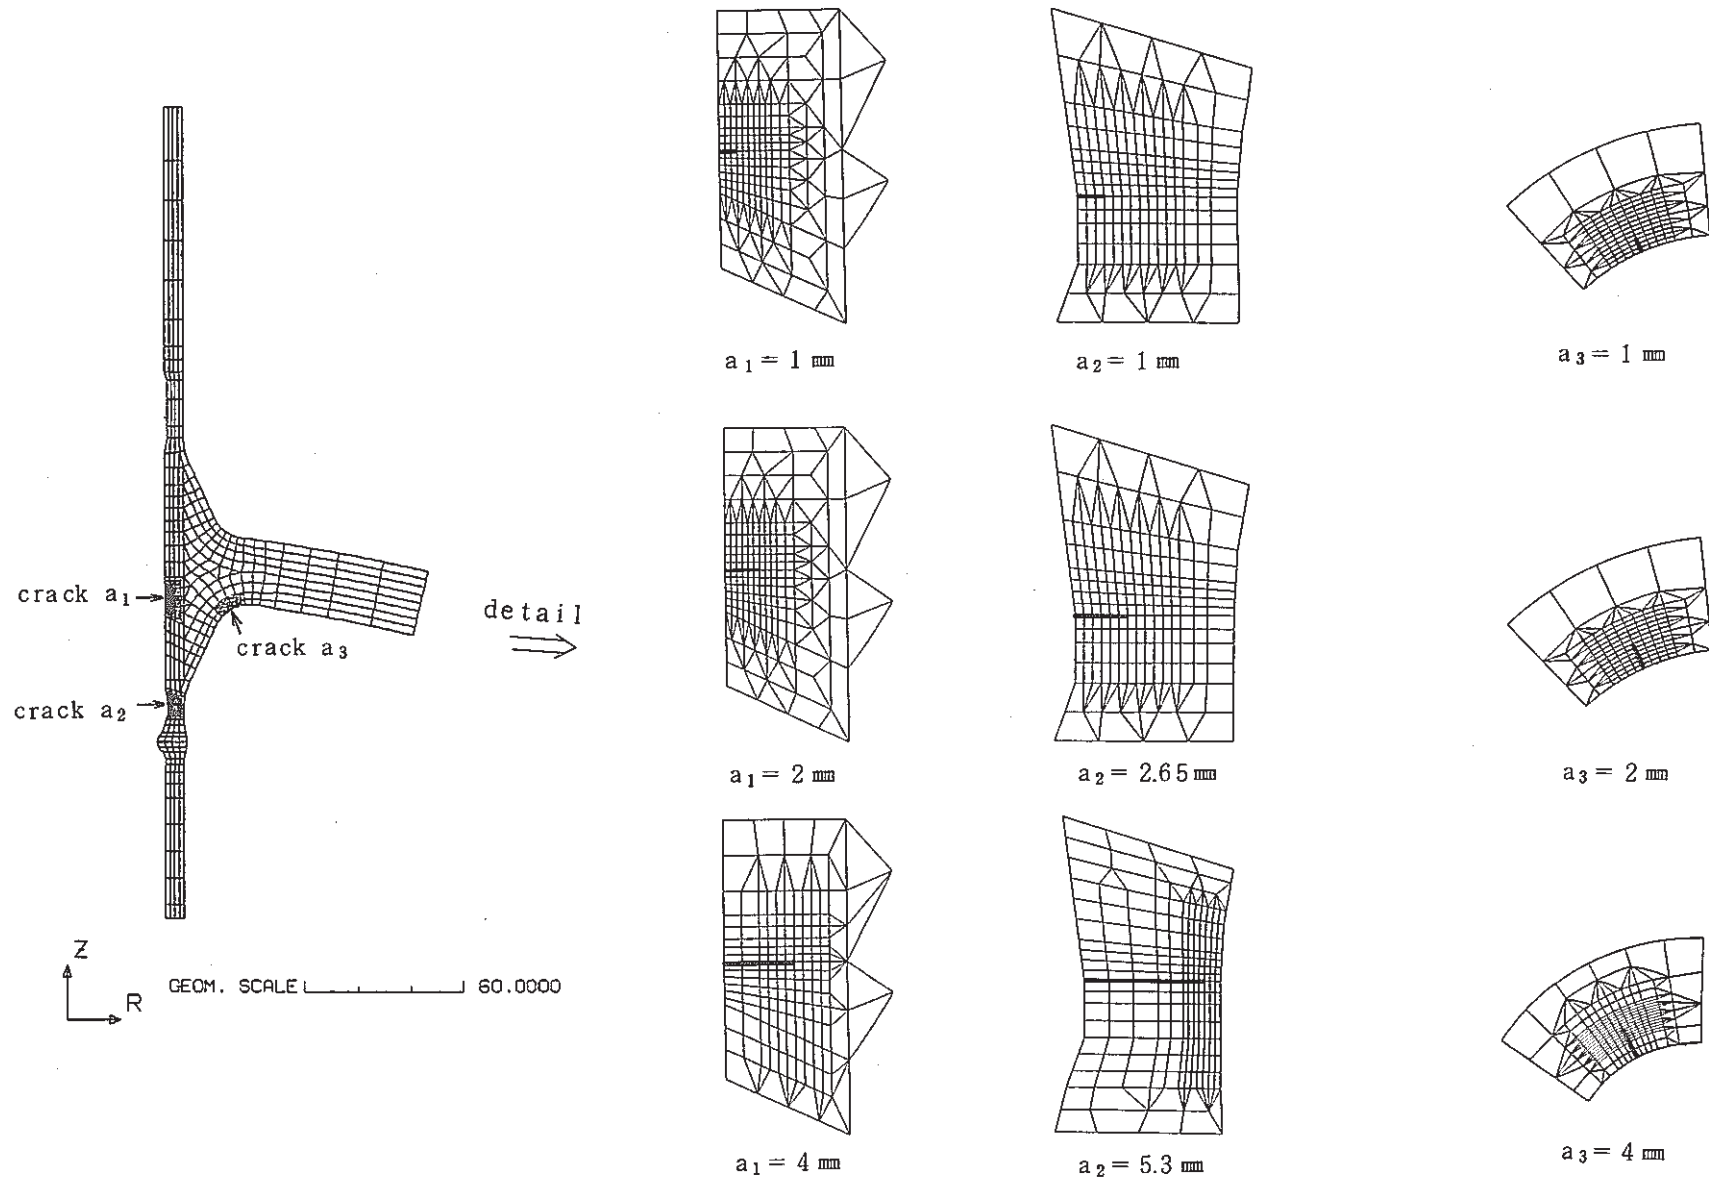 crack a₁
crack a₃
crack a₂
detail
Z
R
GEOM. SCALE 60.0000
a₁ = 1 mm
a₂ = 1 mm
a₃ = 1 mm
a₁ = 2 mm
a₂ = 2.65 mm
a₃ = 2 mm
a₁ = 4 mm
a₂ = 5.3 mm
a₃ = 4 mm